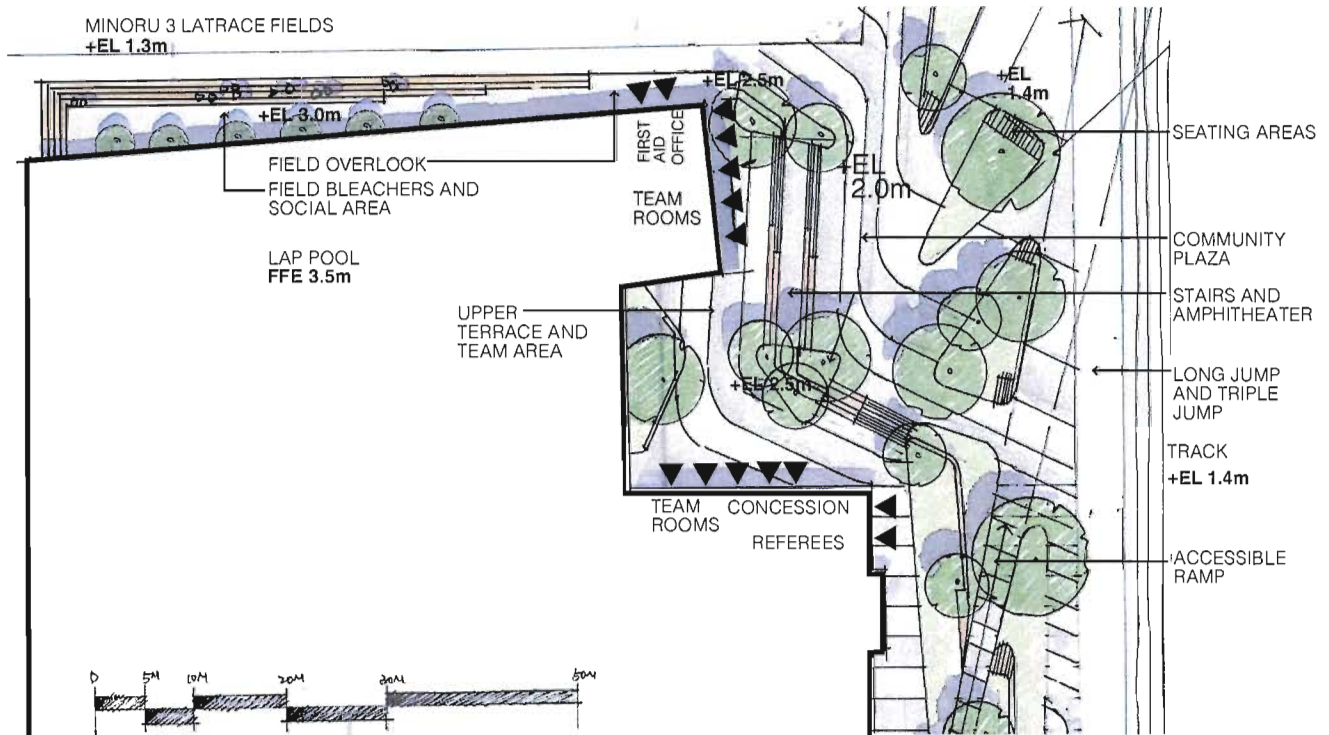 MINORU 3 LATRACE FIELDS
+EL 1.3m
+EL 2.5m
+EL
1.4m
+EL 3.0m
FIRST
AID
OFFICE
SEATING AREAS
FIELD OVERLOOK
FIELD BLEACHERS AND
SOCIAL AREA
+EL
2.0m
TEAM
ROOMS
COMMUNITY
PLAZA
LAP POOL
FFE 3.5m
STAIRS AND
AMPHITHEATER
UPPER
TERRACE AND
TEAM AREA
+EL 2.5m
LONG JUMP
AND TRIPLE
JUMP
TRACK
+EL 1.4m
TEAM
ROOMS
CONCESSION
REFEREES
ACCESSIBLE
RAMP
0 5M 10M 20M 30M 50M